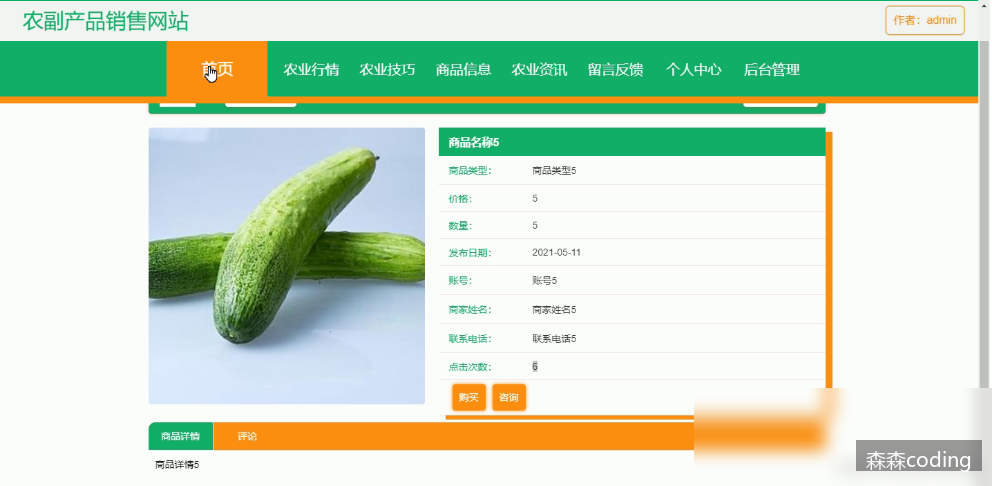 农副产品销售网站
作者：admin
首页 农业行情 农业技巧 商品信息 农业资讯 留言反馈 个人中心 后台管理
商品名称5
商品类型： 商品类型5
价格： 5
数量： 5
发布日期： 2021-05-11
账号： 账号5
商家姓名： 商家姓名5
联系电话： 联系电话5
点击次数： 6
购买 咨询
商品详情 评论
商品详情5
森森coding